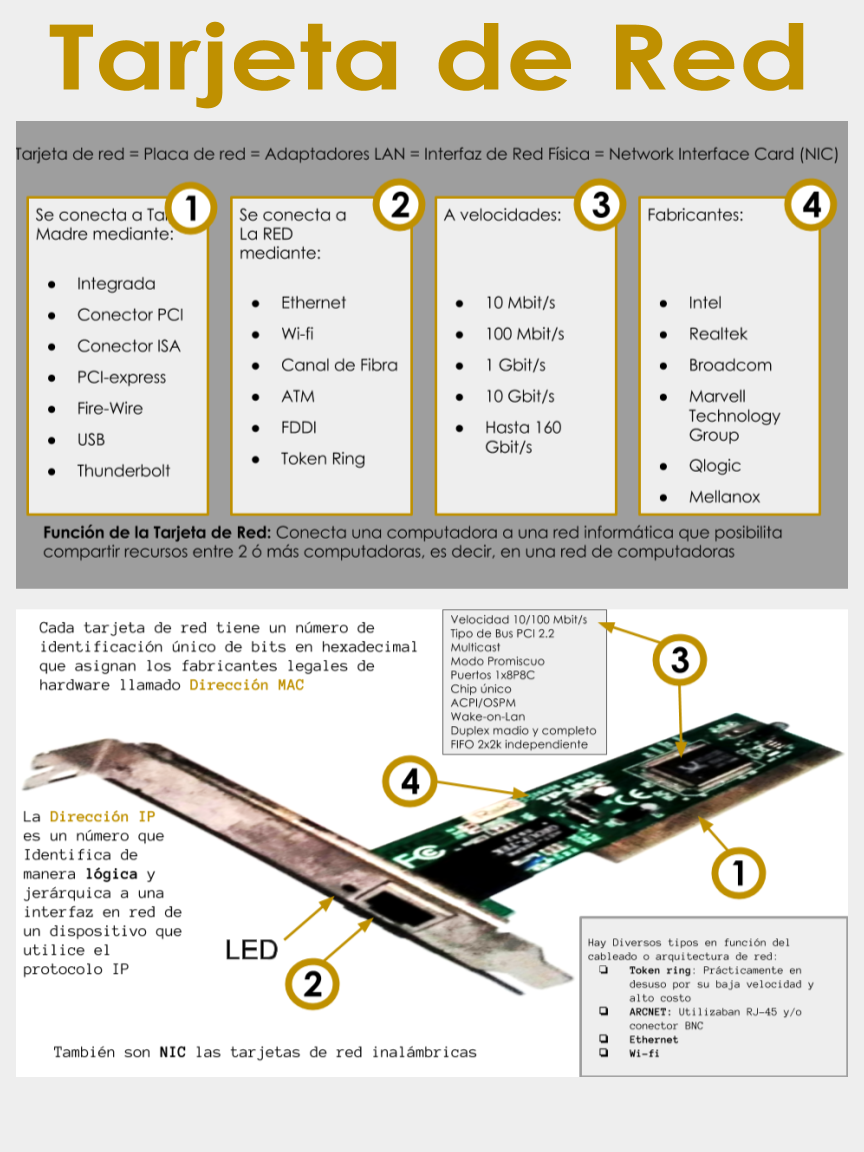 Tarjeta de Red
Tarjeta de red = Placa de red = Adaptadores LAN = Interfaz de Red Física = Network Interface Card (NIC)
1
Se conecta a Ta
Madre mediante:
● Integrada
● Conector PCI
● Conector ISA
● PCI-express
● Fire-Wire
● USB
● Thunderbolt
2
Se conecta a
La RED
mediante:
● Ethernet
● Wi-fi
● Canal de Fibra
● ATM
● FDDI
● Token Ring
3
A velocidades:
● 10 Mbit/s
● 100 Mbit/s
● 1 Gbit/s
● 10 Gbit/s
● Hasta 160
Gbit/s
4
Fabricantes:
● Intel
● Realtek
● Broadcom
● Marvell
Technology
Group
● Qlogic
● Mellanox
Función de la Tarjeta de Red: Conecta una computadora a una red informática que posibilita
compartir recursos entre 2 ó más computadoras, es decir, en una red de computadoras
Cada tarjeta de red tiene un número de
identificación único de bits en hexadecimal
que asignan los fabricantes legales de
hardware llamado Dirección MAC
Velocidad 10/100 Mbit/s
Tipo de Bus PCI 2.2
Multicast
Modo Promiscuo
Puertos 1x8P8C
Chip único
ACPI/OSPM
Wake-on-Lan
Duplex madio y completo
FIFO 2x2k independiente
3
4
1
La Dirección IP
es un número que
Identifica de
manera lógica y
jerárquica a una
interfaz en red de
un dispositivo que
utilice el
protocolo IP
FC
CE
LED
2
Hay Diversos tipos en función del
cableado o arquitectura de red:
❏ Token ring: Prácticamente en
desuso por su baja velocidad y
alto costo
❏ ARCNET: Utilizaban RJ-45 y/o
conector BNC
❏ Ethernet
❏ Wi-fi
También son NIC las tarjetas de red inalámbricas